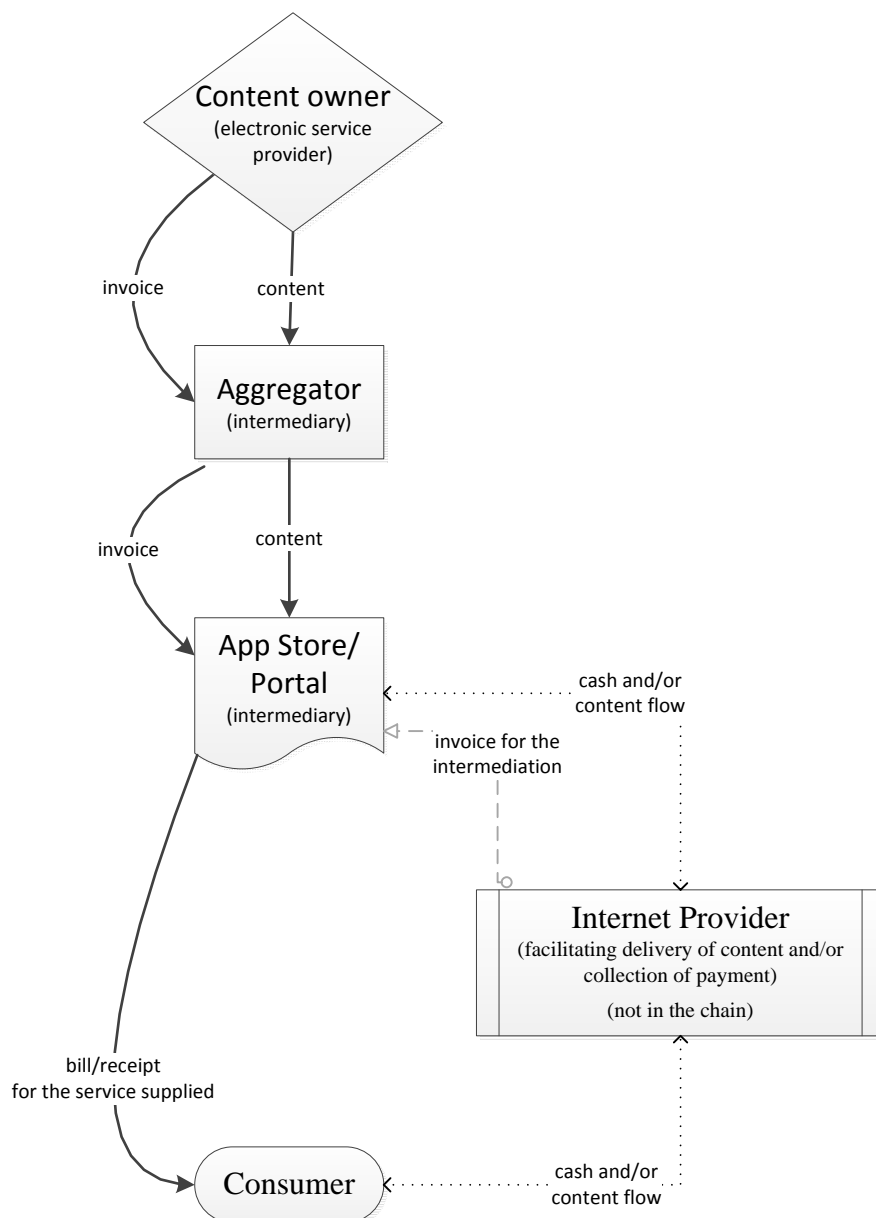 Content owner
(electronic service
provider)
invoice
content
Aggregator
(intermediary)
invoice
content
App Store/
Portal
(intermediary)
cash and/or
content flow
invoice for the
intermediation
Internet Provider
(facilitating delivery of content and/or
collection of payment)
(not in the chain)
bill/receipt
for the service supplied
Consumer
cash and/or
content flow